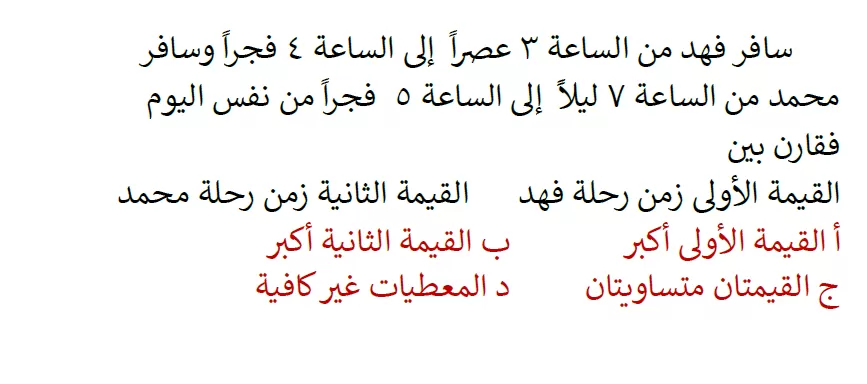 سافر فهد من الساعة ٣ عصراً إلى الساعة ٤ فجراً وسافر
محمد من الساعة ٧ ليلاً إلى الساعة ٥ فجراً من نفس اليوم
فقارن بين
القيمة الأولى زمن رحلة فهد القيمة الثانية زمن رحلة محمد
أ القيمة الأولى أكبر ب القيمة الثانية أكبر
ج القيمتان متساويتان د المعطيات غير كافية